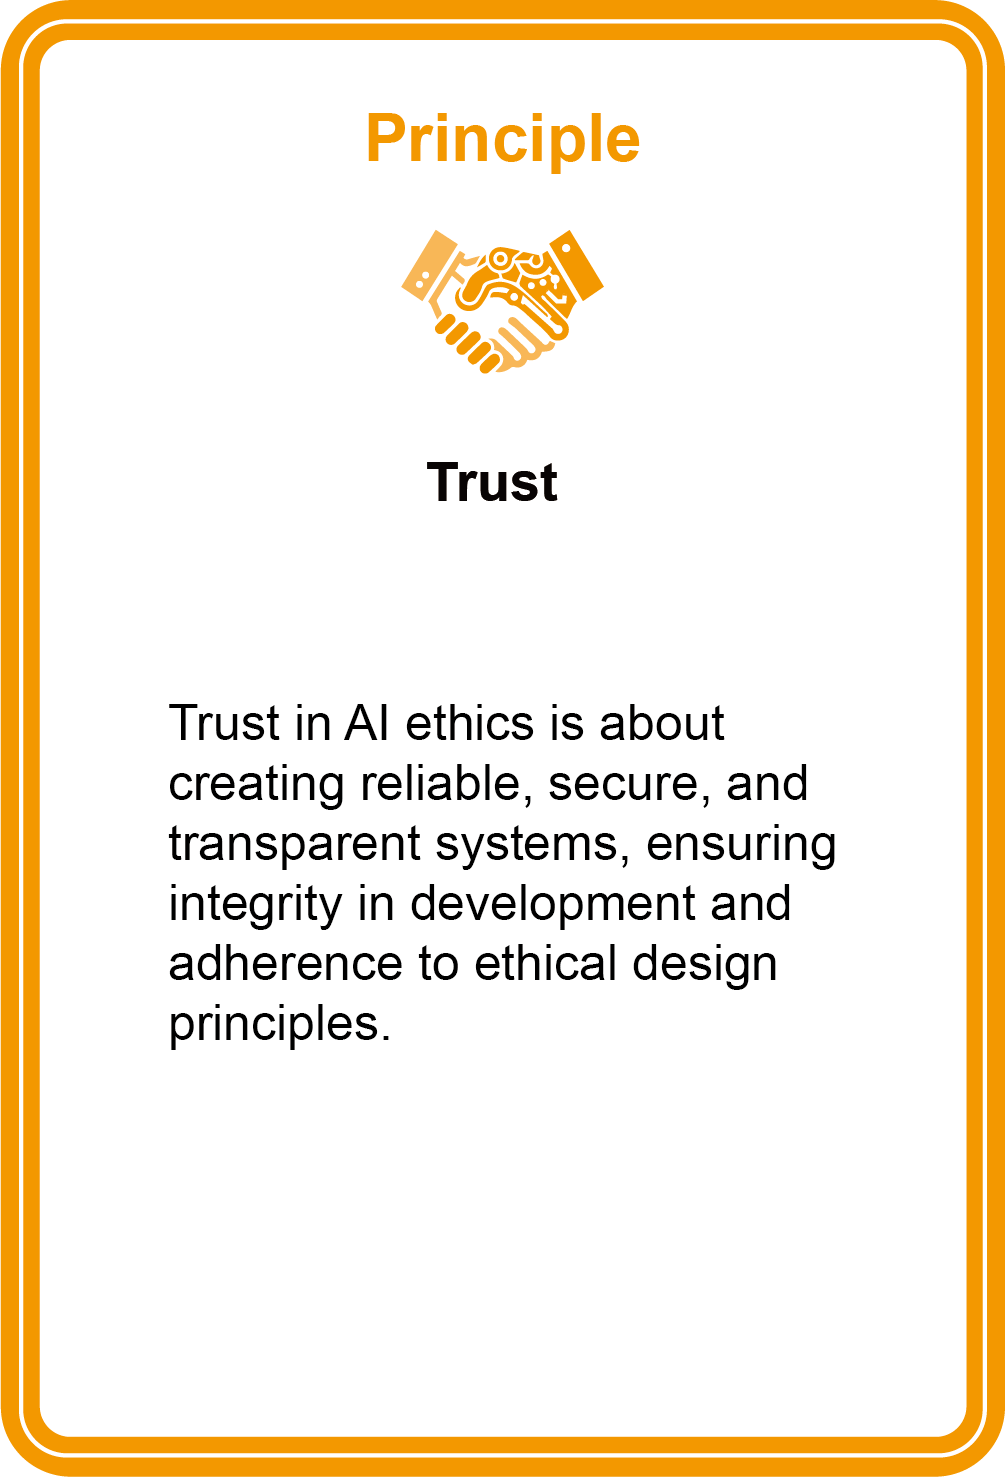 Principle
Trust
Trust in AI ethics is about
creating reliable, secure, and
transparent systems, ensuring
integrity in development and
adherence to ethical design
principles.